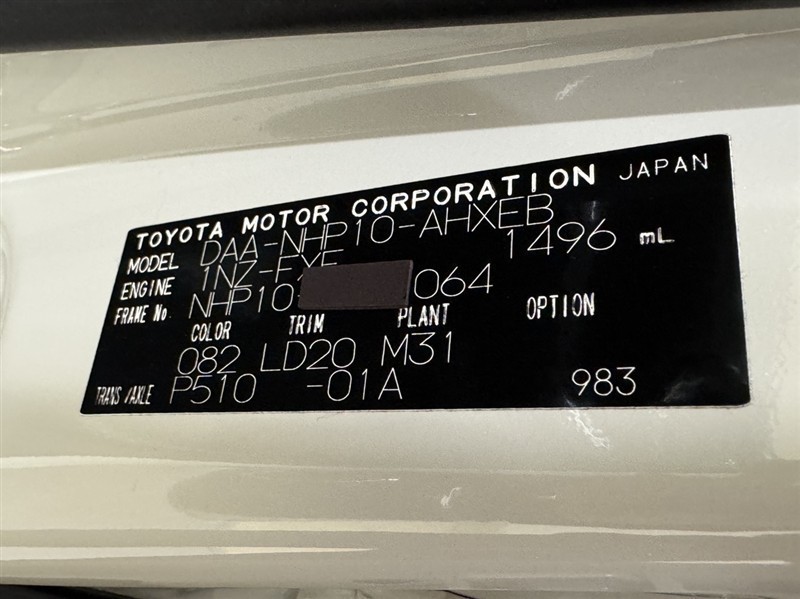 TOYOTA MOTOR CORPORATION JAPAN
MODEL DAA-NHP10-AHXEB
ENGINE 1NZ-FXE 1496 mL
FRAME No. NHP10- 064
COLOR TRIM PLANT OPTION
082 LD20 M31
TRANS/AXLE P510 -01A 983